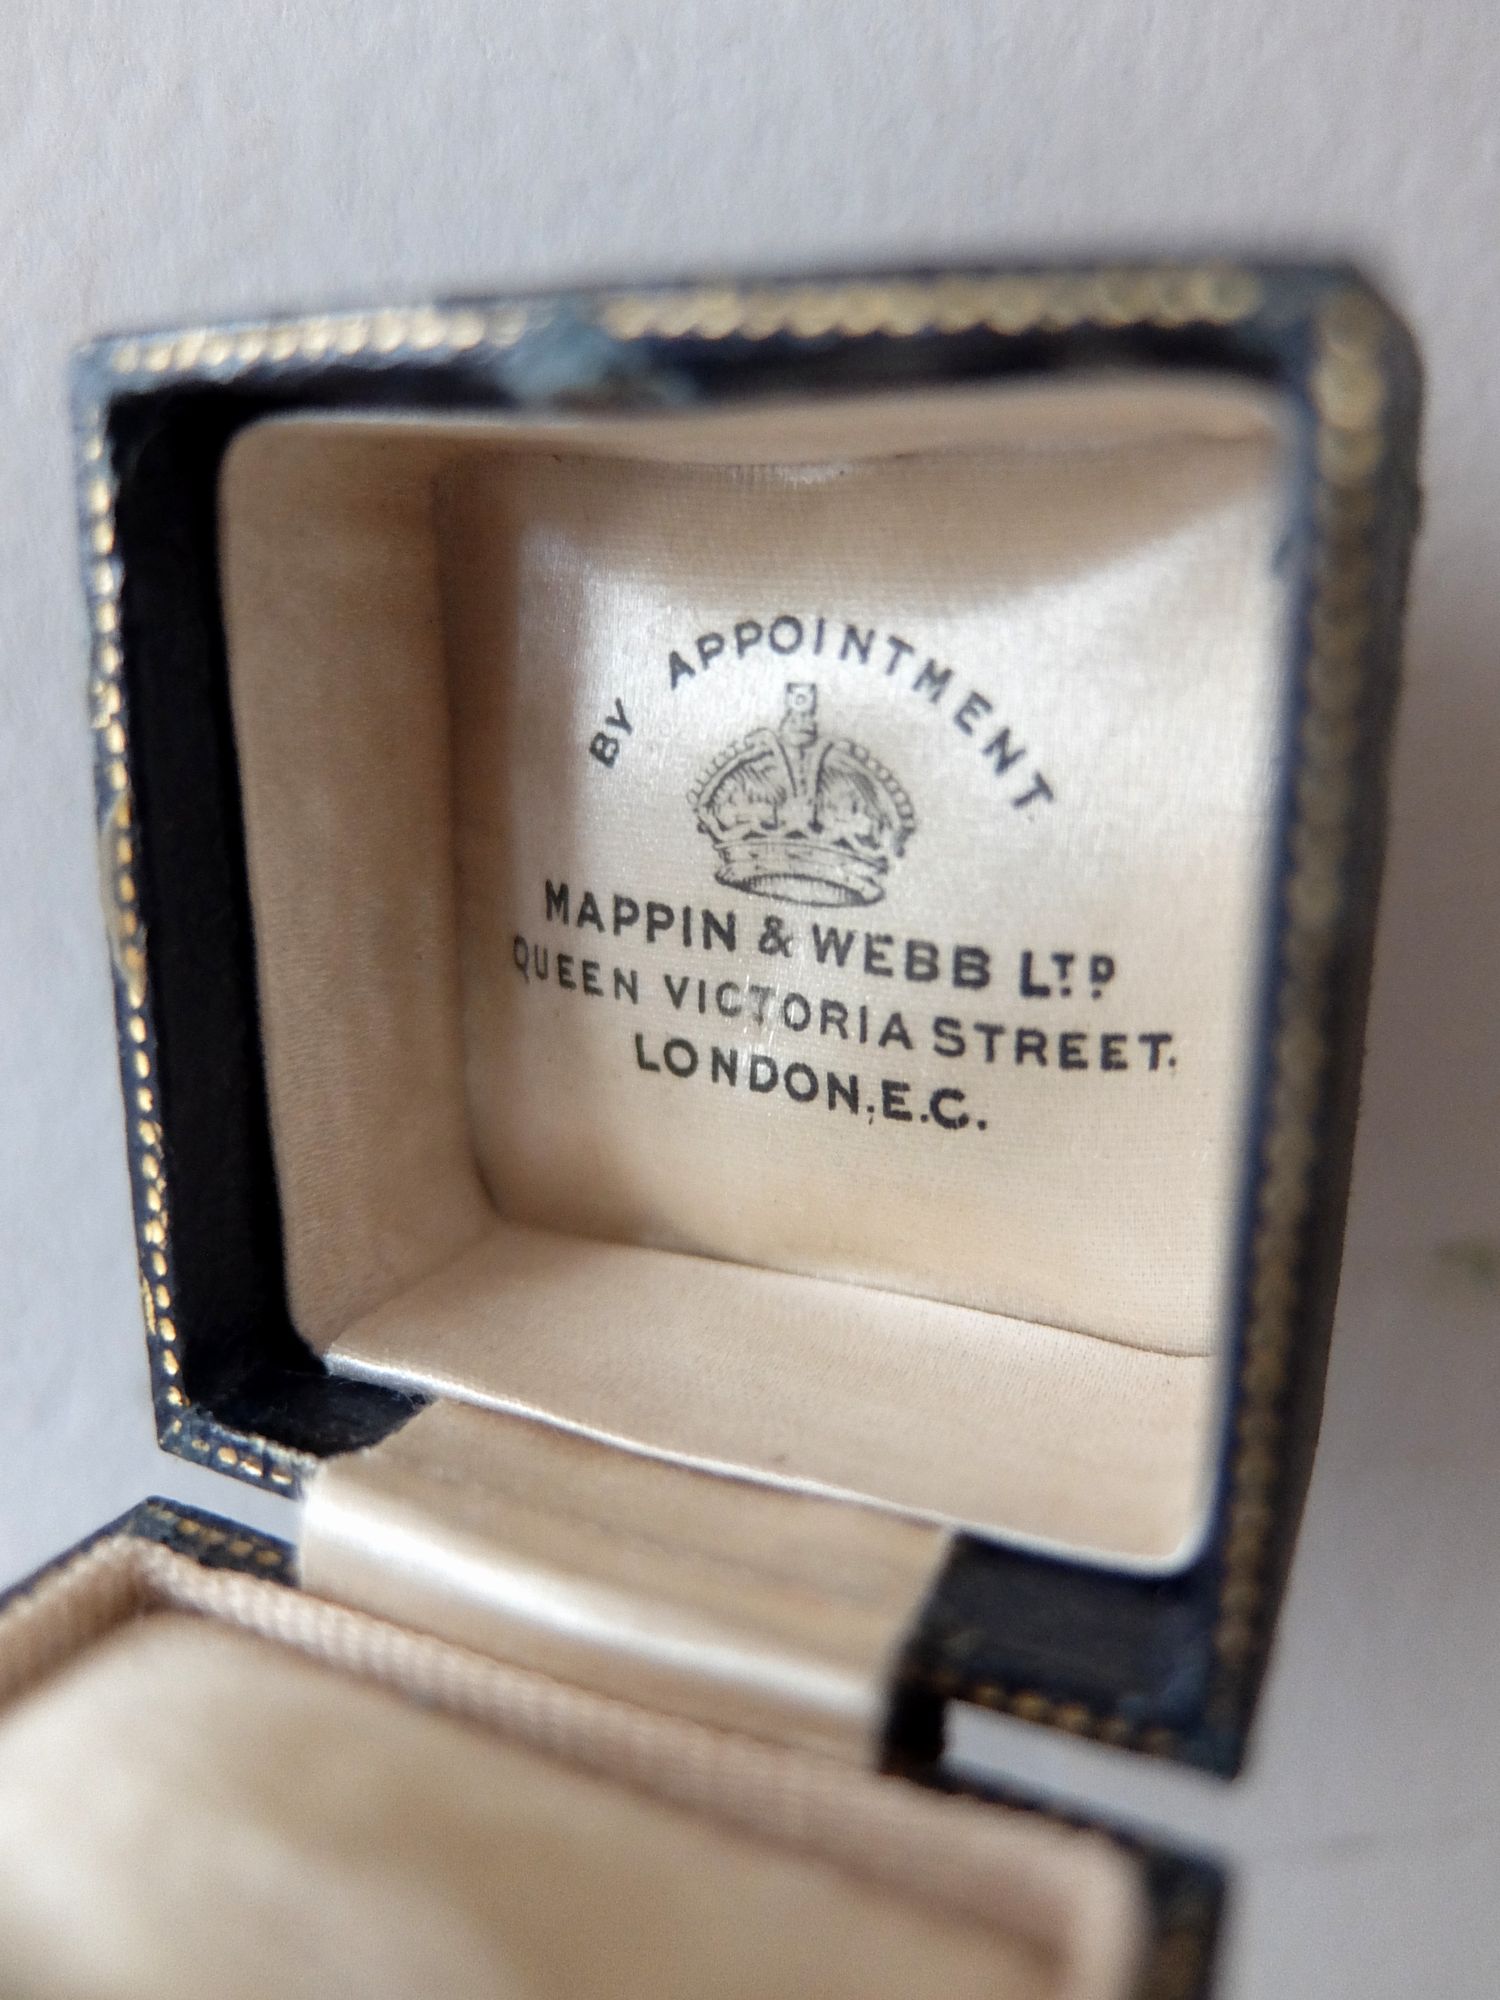 BY APPOINTMENT
MAPPIN & WEBB LTD
QUEEN VICTORIA STREET.
LONDON, E.C.